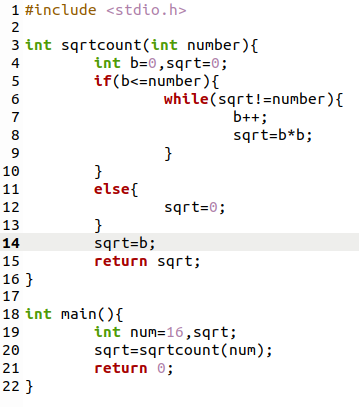 1 #include <stdio.h>
2
3 int sqrtcount(int number){
4         int b=0,sqrt=0;
5         if(b<=number){
6                 while(sqrt!=number){
7                         b++;
8                         sqrt=b*b;
9                 }
10         }
11         else{
12                 sqrt=0;
13         }
14         sqrt=b;
15         return sqrt;
16 }
17
18 int main(){
19         int num=16,sqrt;
20         sqrt=sqrtcount(num);
21         return 0;
22 }